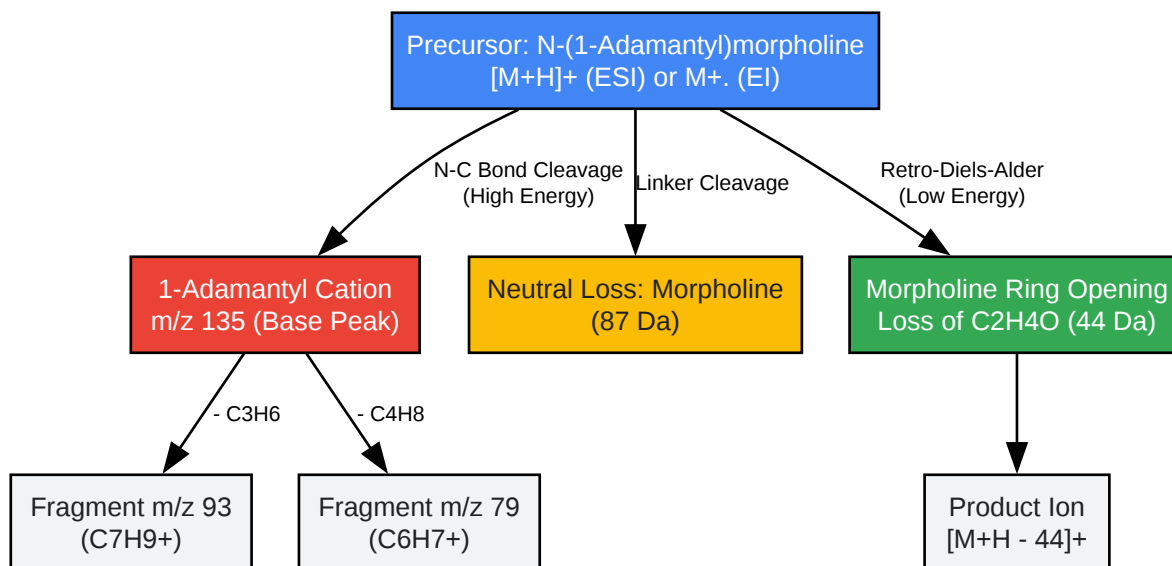 Precursor: N-(1-Adamantyl)morpholine
[M+H]+ (ESI) or M+. (EI)
N-C Bond Cleavage
(High Energy)
Linker Cleavage
Retro-Diels-Alder
(Low Energy)
1-Adamantyl Cation
m/z 135 (Base Peak)
Neutral Loss: Morpholine
(87 Da)
Morpholine Ring Opening
Loss of C2H4O (44 Da)
- C3H6
- C4H8
Fragment m/z 93
(C7H9+)
Fragment m/z 79
(C6H7+)
Product Ion
[M+H - 44]+